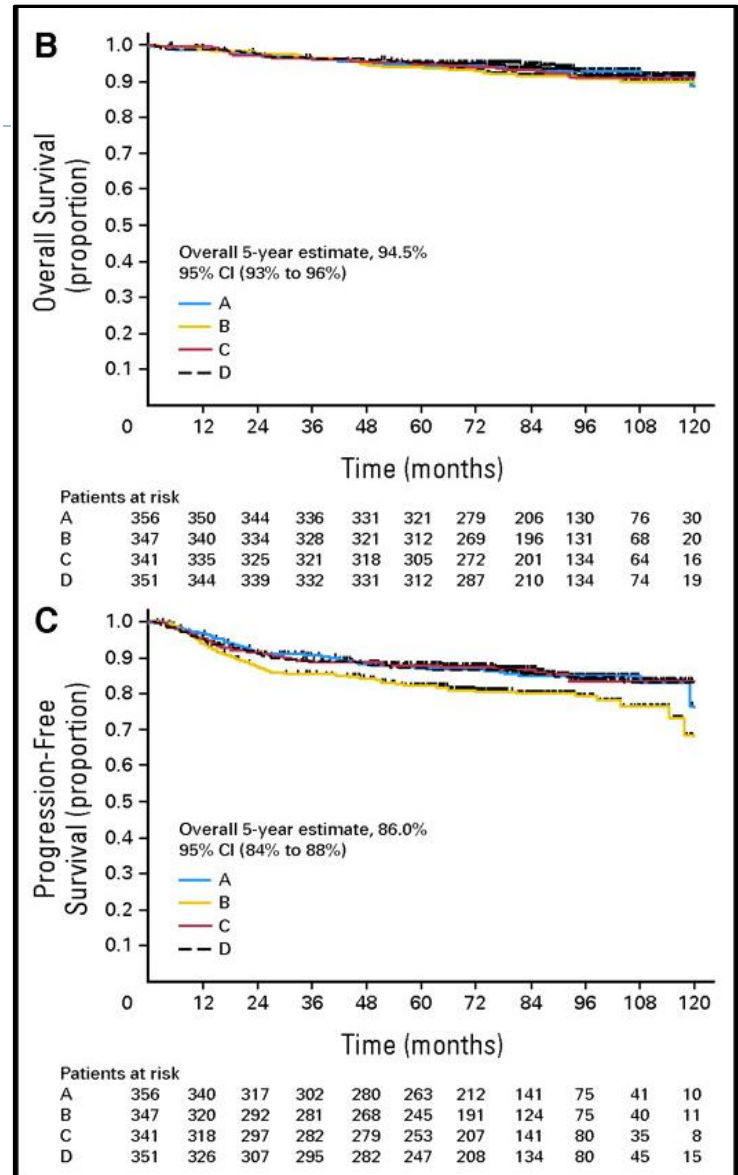 B
Overall Survival
(proportion)
1.0
0.9
0.8
0.7
0.6
0.5
0.4
0.3
0.2
0.1
Overall 5-year estimate, 94.5%
95% CI (93% to 96%)
A
B
C
D
0 12 24 36 48 60 72 84 96 108 120
Time (months)
Patients at risk
A 356 350 344 336 331 321 279 206 130 76 30
B 347 340 334 328 321 312 269 196 131 68 20
C 341 335 325 321 318 305 272 201 134 64 16
D 351 344 339 332 331 312 287 210 134 74 19
C
Progression-Free
Survival (proportion)
1.0
0.9
0.8
0.7
0.6
0.5
0.4
0.3
0.2
0.1
Overall 5-year estimate, 86.0%
95% CI (84% to 88%)
A
B
C
D
0 12 24 36 48 60 72 84 96 108 120
Time (months)
Patients at risk
A 356 340 317 302 280 263 212 141 75 41 10
B 347 320 292 281 268 245 191 124 75 40 11
C 341 318 297 282 279 253 207 141 80 35 8
D 351 326 307 295 282 247 208 134 80 45 15